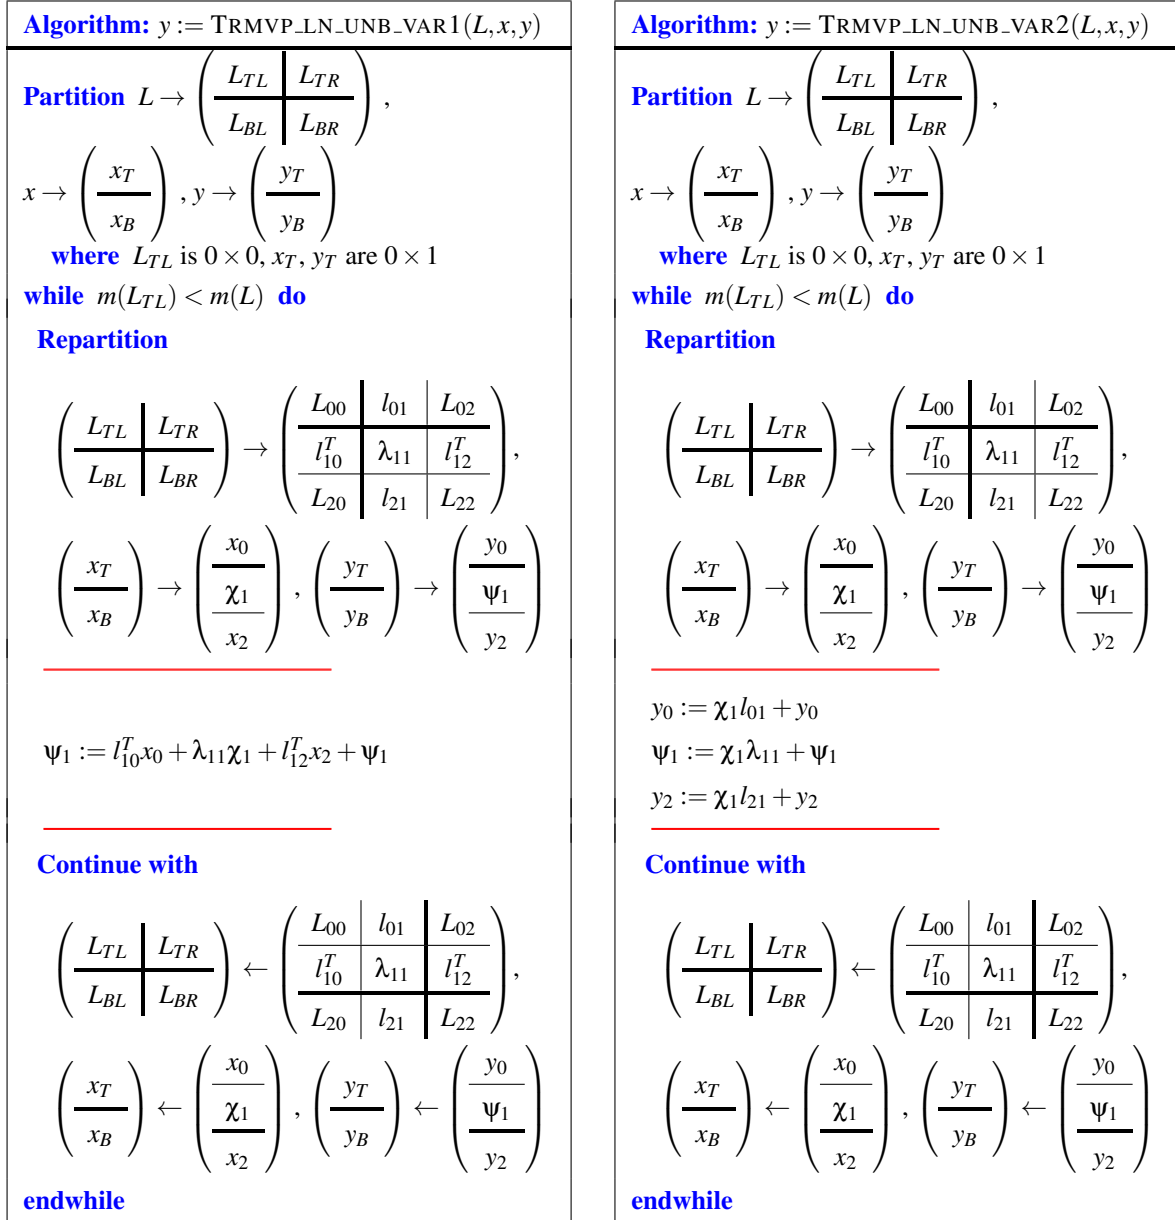 Algorithm: y := TRMVP_LN_UNB_VAR1(L, x, y)
Partition L → ( L_TL | L_TR ; L_BL | L_BR ) ,
x → ( x_T ; x_B ) , y → ( y_T ; y_B )
where L_TL is 0 × 0, x_T, y_T are 0 × 1
while m(L_TL) < m(L) do
Repartition
( L_TL | L_TR ; L_BL | L_BR ) → ( L_00 | l_01 | L_02 ; l_10^T | λ_11 | l_12^T ; L_20 | l_21 | L_22 ) ,
( x_T ; x_B ) → ( x_0 ; χ_1 ; x_2 ) , ( y_T ; y_B ) → ( y_0 ; ψ_1 ; y_2 )
ψ_1 := l_10^T x_0 + λ_11 χ_1 + l_12^T x_2 + ψ_1
Continue with
( L_TL | L_TR ; L_BL | L_BR ) ← ( L_00 | l_01 | L_02 ; l_10^T | λ_11 | l_12^T ; L_20 | l_21 | L_22 ) ,
( x_T ; x_B ) ← ( x_0 ; χ_1 ; x_2 ) , ( y_T ; y_B ) ← ( y_0 ; ψ_1 ; y_2 )
endwhile
Algorithm: y := TRMVP_LN_UNB_VAR2(L, x, y)
Partition L → ( L_TL | L_TR ; L_BL | L_BR ) ,
x → ( x_T ; x_B ) , y → ( y_T ; y_B )
where L_TL is 0 × 0, x_T, y_T are 0 × 1
while m(L_TL) < m(L) do
Repartition
( L_TL | L_TR ; L_BL | L_BR ) → ( L_00 | l_01 | L_02 ; l_10^T | λ_11 | l_12^T ; L_20 | l_21 | L_22 ) ,
( x_T ; x_B ) → ( x_0 ; χ_1 ; x_2 ) , ( y_T ; y_B ) → ( y_0 ; ψ_1 ; y_2 )
y_0 := χ_1 l_01 + y_0
ψ_1 := χ_1 λ_11 + ψ_1
y_2 := χ_1 l_21 + y_2
Continue with
( L_TL | L_TR ; L_BL | L_BR ) ← ( L_00 | l_01 | L_02 ; l_10^T | λ_11 | l_12^T ; L_20 | l_21 | L_22 ) ,
( x_T ; x_B ) ← ( x_0 ; χ_1 ; x_2 ) , ( y_T ; y_B ) ← ( y_0 ; ψ_1 ; y_2 )
endwhile